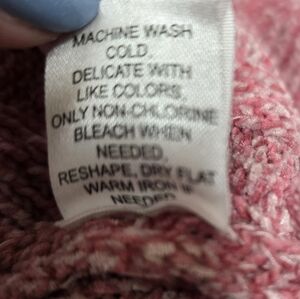 MACHINE WASH
COLD,
DELICATE WITH
LIKE COLORS,
ONLY NON-CHLORINE
BLEACH WHEN
NEEDED,
RESHAPE, DRY FLAT
WARM IRON IF
NEEDED